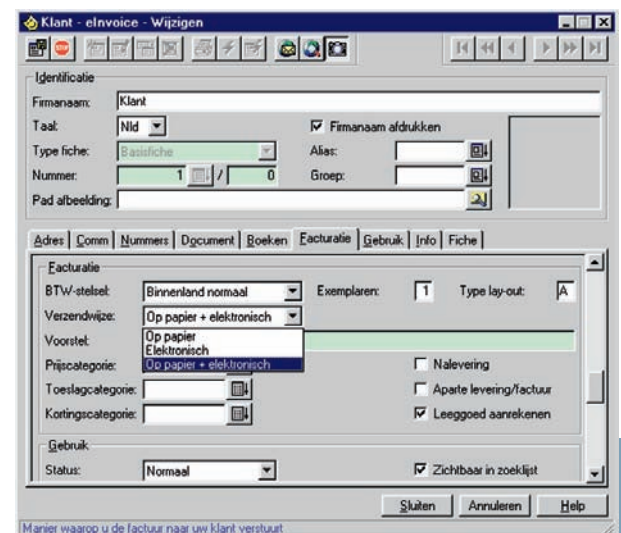 Klant - eInvoice - Wijzigen
Identificatie
Firmanaam: Klant
Taal: Nld Firmanaam afdrukken
Type fiche: Basisfiche Alias:
Nummer: 1 / 0 Groep:
Pad afbeelding:
Adres Comm Nummers Document Boeken Facturatie Gebruik Info Fiche
Facturatie
BTW-stelsel: Binnenland normaal Exemplaren: 1 Type lay-out: A
Verzendwijze: Op papier + elektronisch
Voorstel: Op papier
Elektronisch
Prijscategorie: Op papier + elektronisch Nalevering
Toeslagcategorie: Aparte levering/factuur
Kortingscategorie: Leeggoed aanrekenen
Gebruik
Status: Normaal Zichtbaar in zoeklijst
Sluiten Annuleren Help
Manier waarop u de factuur naar uw klant verstuurt